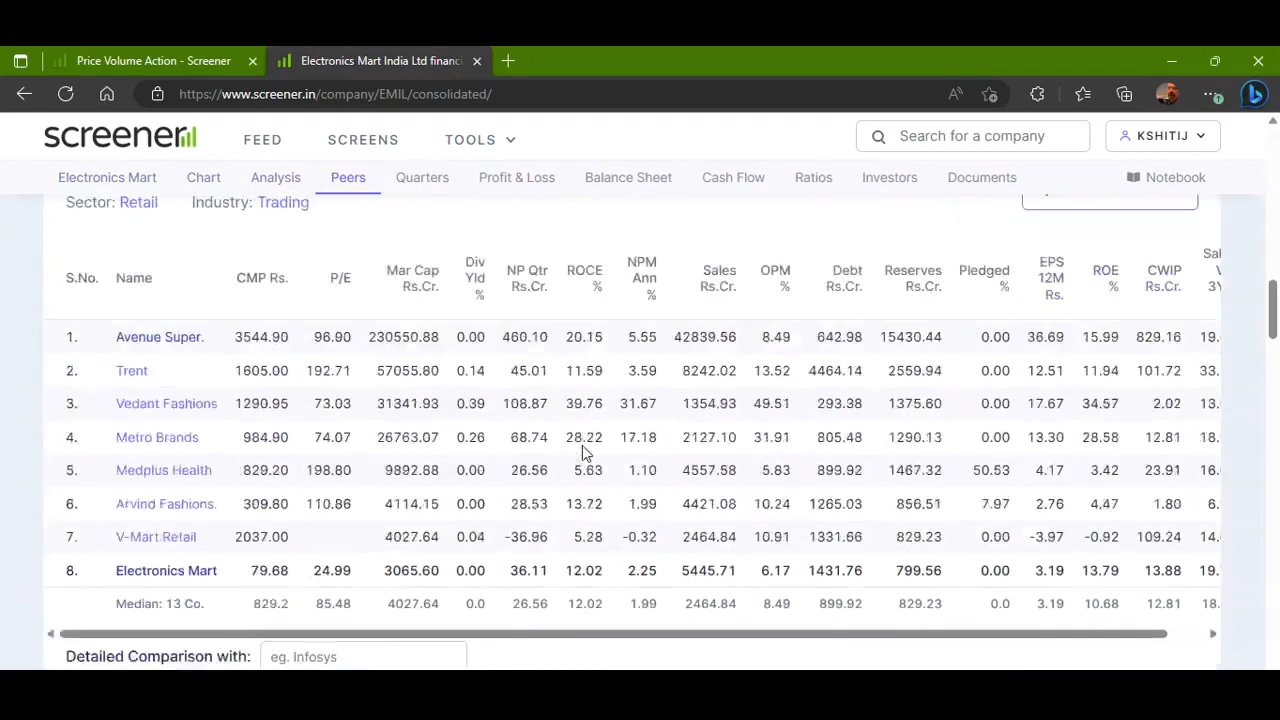 Price Volume Action - Screener
Electronics Mart India Ltd financi
https://www.screener.in/company/EMIL/consolidated/
screener
FEED SCREENS TOOLS
Search for a company
KSHITIJ
Electronics Mart Chart Analysis Peers Quarters Profit & Loss Balance Sheet Cash Flow Ratios Investors Documents Notebook
Sector: Retail Industry: Trading
S.No. Name CMP Rs. P/E Mar Cap Rs.Cr. Div Yld % NP Qtr Rs.Cr. ROCE % NPM Ann % Sales Rs.Cr. OPM % Debt Rs.Cr. Reserves Rs.Cr. Pledged % EPS 12M Rs. ROE % CWIP Rs.Cr.
1. Avenue Super. 3544.90 96.90 230550.88 0.00 460.10 20.15 5.55 42839.56 8.49 642.98 15430.44 0.00 36.69 15.99 829.16 19.
2. Trent 1605.00 192.71 57055.80 0.14 45.01 11.59 3.59 8242.02 13.52 4464.14 2559.94 0.00 12.51 11.94 101.72 33.
3. Vedant Fashions 1290.95 73.03 31341.93 0.39 108.87 39.76 31.67 1354.93 49.51 293.38 1375.60 0.00 17.67 34.57 2.02 13.
4. Metro Brands 984.90 74.07 26763.07 0.26 68.74 28.22 17.18 2127.10 31.91 805.48 1290.13 0.00 13.30 28.58 12.81 18.
5. Medplus Health 829.20 198.80 9892.88 0.00 26.56 5.63 1.10 4557.58 5.83 899.92 1467.32 50.53 4.17 3.42 23.91 16.
6. Arvind Fashions. 309.80 110.86 4114.15 0.00 28.53 13.72 1.99 4421.08 10.24 1265.03 856.51 7.97 2.76 4.47 1.80 6.
7. V-Mart Retail 2037.00 4027.64 0.04 -36.96 5.28 -0.32 2464.84 10.91 1331.66 829.23 0.00 -3.97 -0.92 109.24 14.
8. Electronics Mart 79.68 24.99 3065.60 0.00 36.11 12.02 2.25 5445.71 6.17 1431.76 799.56 0.00 3.19 13.79 13.88 19.
Median: 13 Co. 829.2 85.48 4027.64 0.0 26.56 12.02 1.99 2464.84 8.49 899.92 829.23 0.0 3.19 10.68 12.81 18.
Detailed Comparison with: eg. Infosys